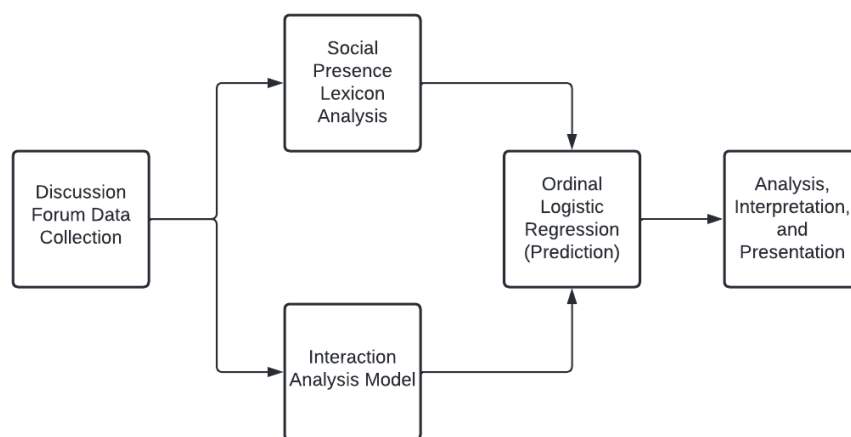 Social
Presence
Lexicon
Analysis
Discussion
Forum Data
Collection
Ordinal
Logistic
Regression
(Prediction)
Analysis,
Interpretation,
and
Presentation
Interaction
Analysis Model